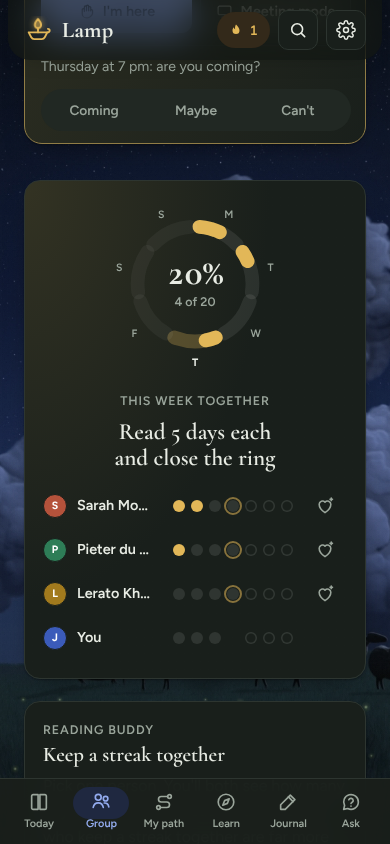 I'm here
Meeting mode
Lamp
1
Thursday at 7 pm: are you coming?
Coming
Maybe
Can't
S
M
S
T
20%
4 of 20
F
W
T
THIS WEEK TOGETHER
Read 5 days each
and close the ring
S
Sarah Mo...
P
Pieter du ...
L
Lerato Kh...
J
You
READING BUDDY
Keep a streak together
Today
Group
My path
Learn
Journal
Ask